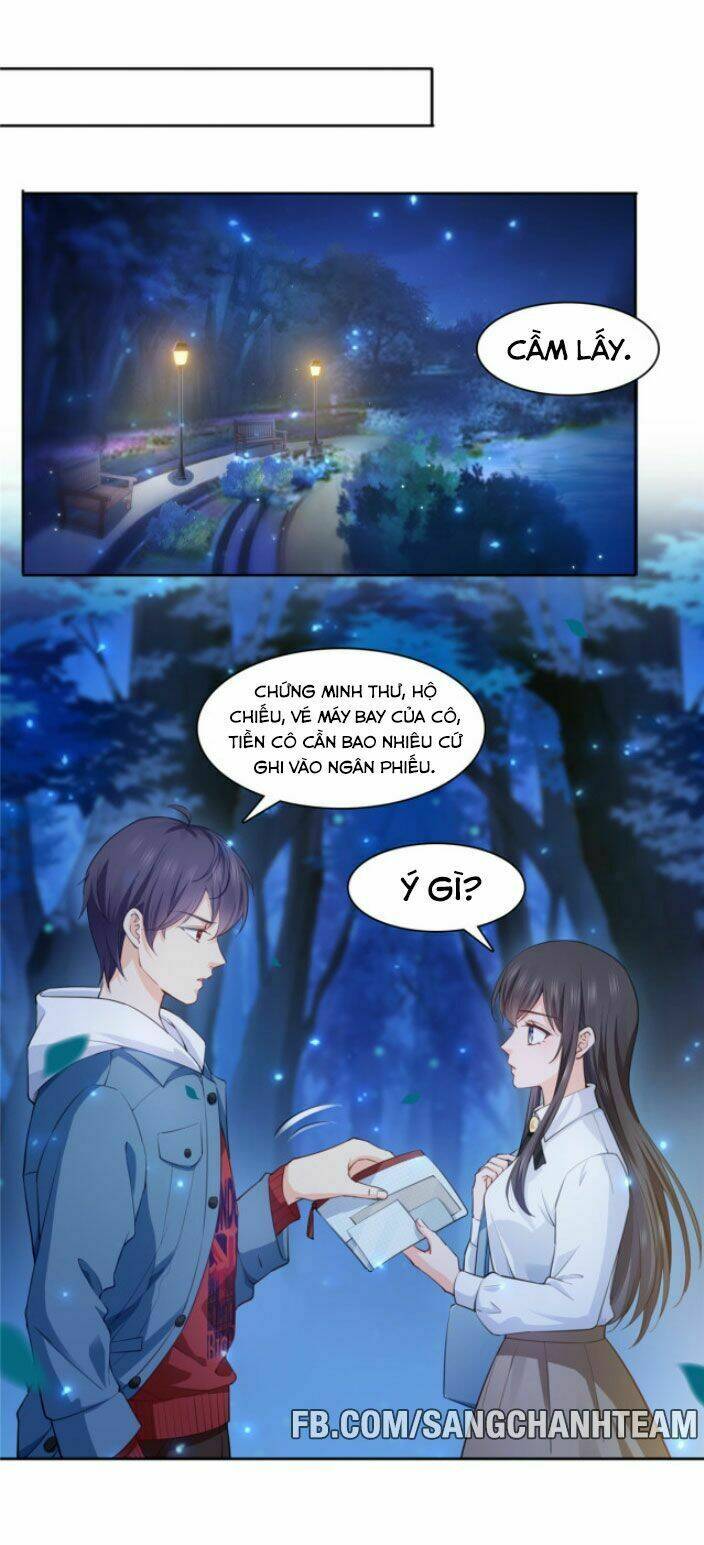 CẦM LẤY.
CHỨNG MINH THƯ, HỘ
CHIẾU, VÉ MÁY BAY CỦA CÔ,
TIỀN CÔ CẦN BAO NHIÊU CỨ
GHI VÀO NGÂN PHIẾU.
Ý GÌ?
FB.COM/SANGCHANHTEAM